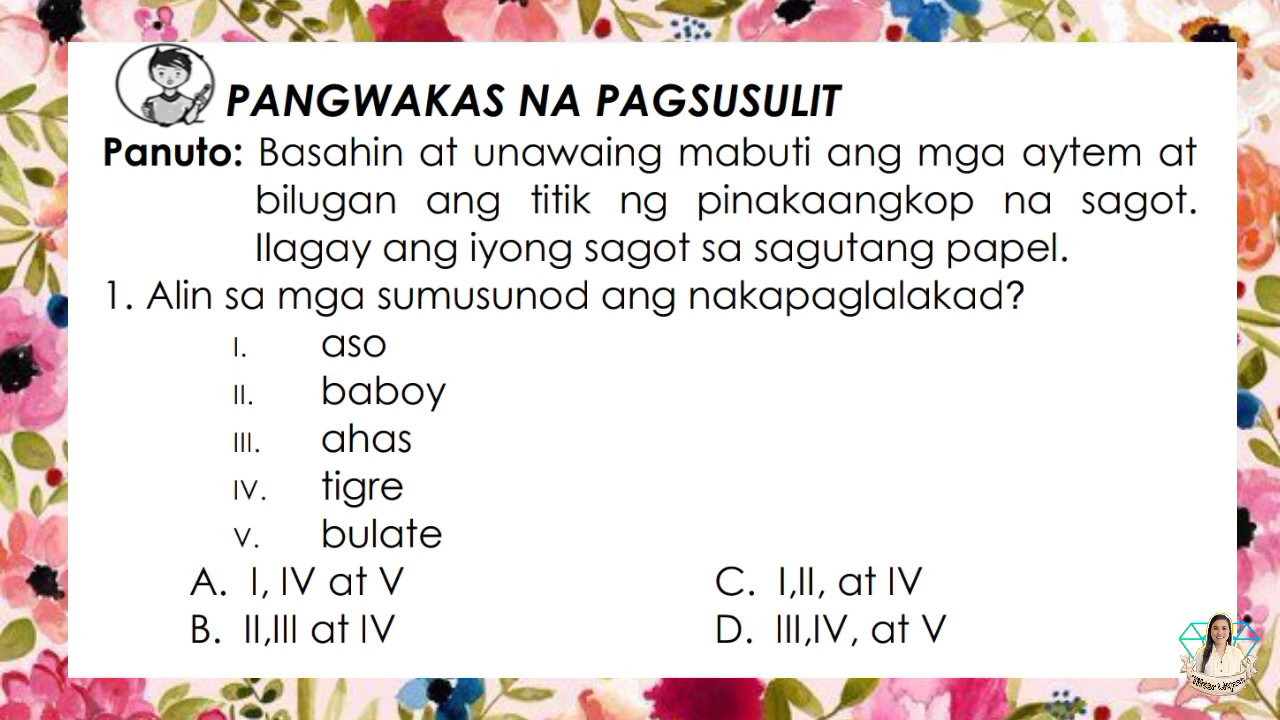 PANGWAKAS NA PAGSUSULIT
Panuto: Basahin at unawaing mabuti ang mga aytem at
bilugan ang titik ng pinakaangkop na sagot.
Ilagay ang iyong sagot sa sagutang papel.
1. Alin sa mga sumusunod ang nakapaglalakad?
I. aso
II. baboy
III. ahas
IV. tigre
V. bulate
A. I, IV at V C. I,II, at IV
B. II,III at IV D. III,IV, at V